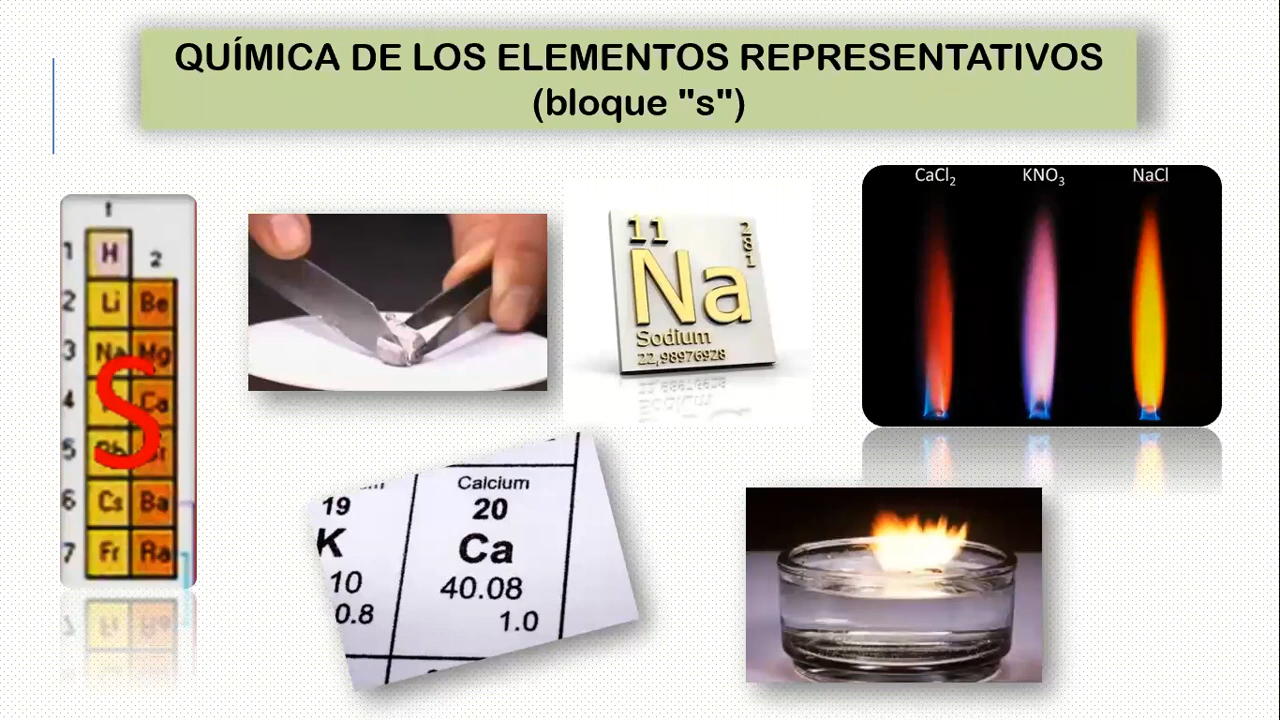 QUÍMICA DE LOS ELEMENTOS REPRESENTATIVOS
(bloque "s")
1
1 H 2
2 Li Be
3 Na Mg
4 Ca
5
6 Cs Ba
7 Fr Ra
S
11
2
8
1
Na
Sodium
22,98976928
CaCl₂ KNO₃ NaCl
19
K
10
0.8
Calcium
20
Ca
40.08
1.0